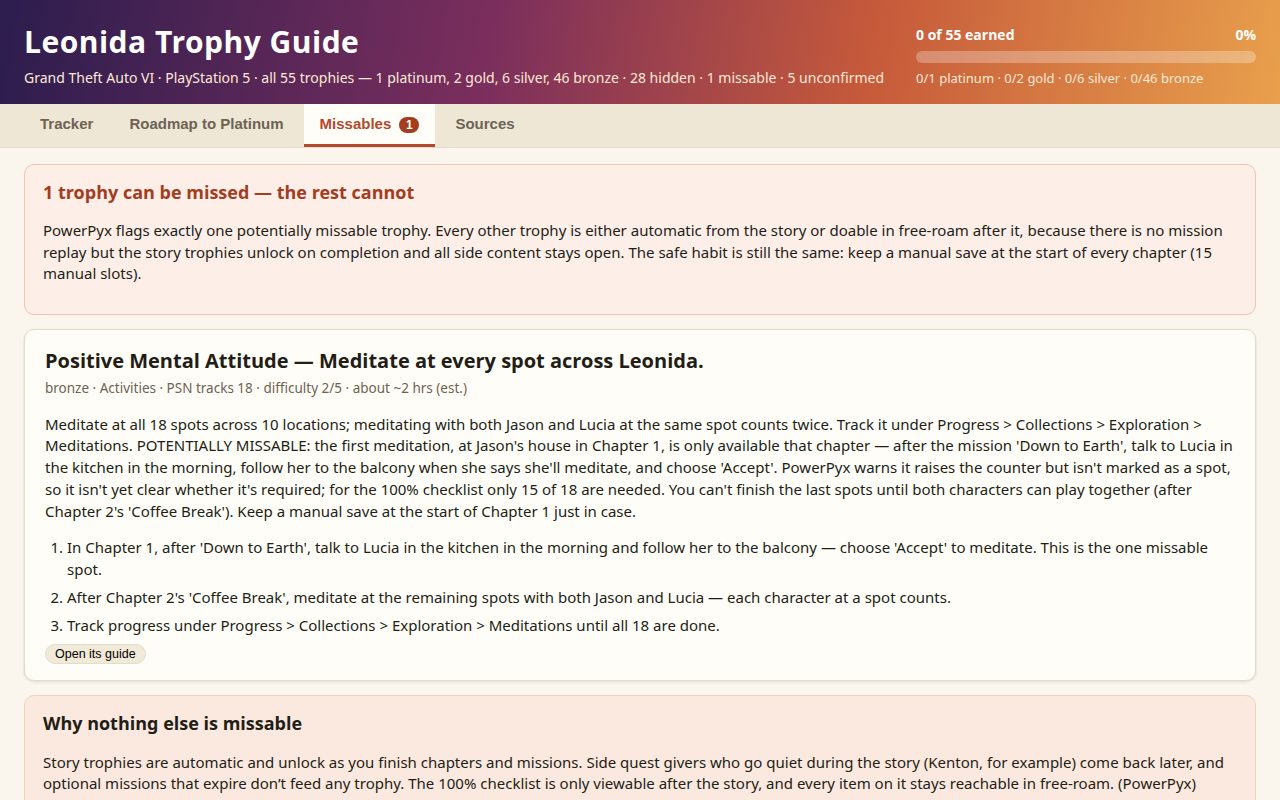 Leonida Trophy Guide
Grand Theft Auto VI · PlayStation 5 · all 55 trophies — 1 platinum, 2 gold, 6 silver, 46 bronze · 28 hidden · 1 missable · 5 unconfirmed
0 of 55 earned 0%
0/1 platinum · 0/2 gold · 0/6 silver · 0/46 bronze
Tracker Roadmap to Platinum Missables 1 Sources
1 trophy can be missed — the rest cannot
PowerPyx flags exactly one potentially missable trophy. Every other trophy is either automatic from the story or doable in free-roam after it, because there is no mission
replay but the story trophies unlock on completion and all side content stays open. The safe habit is still the same: keep a manual save at the start of every chapter (15
manual slots).
Positive Mental Attitude — Meditate at every spot across Leonida.
bronze · Activities · PSN tracks 18 · difficulty 2/5 · about ~2 hrs (est.)
Meditate at all 18 spots across 10 locations; meditating with both Jason and Lucia at the same spot counts twice. Track it under Progress > Collections > Exploration >
Meditations. POTENTIALLY MISSABLE: the first meditation, at Jason's house in Chapter 1, is only available that chapter — after the mission 'Down to Earth', talk to Lucia in
the kitchen in the morning, follow her to the balcony when she says she'll meditate, and choose 'Accept'. PowerPyx warns it raises the counter but isn't marked as a spot,
so it isn't yet clear whether it's required; for the 100% checklist only 15 of 18 are needed. You can't finish the last spots until both characters can play together (after
Chapter 2's 'Coffee Break'). Keep a manual save at the start of Chapter 1 just in case.
1. In Chapter 1, after 'Down to Earth', talk to Lucia in the kitchen in the morning and follow her to the balcony — choose 'Accept' to meditate. This is the one missable
spot.
2. After Chapter 2's 'Coffee Break', meditate at the remaining spots with both Jason and Lucia — each character at a spot counts.
3. Track progress under Progress > Collections > Exploration > Meditations until all 18 are done.
Open its guide
Why nothing else is missable
Story trophies are automatic and unlock as you finish chapters and missions. Side quest givers who go quiet during the story (Kenton, for example) come back later, and
optional missions that expire don’t feed any trophy. The 100% checklist is only viewable after the story, and every item on it stays reachable in free-roam. (PowerPyx)